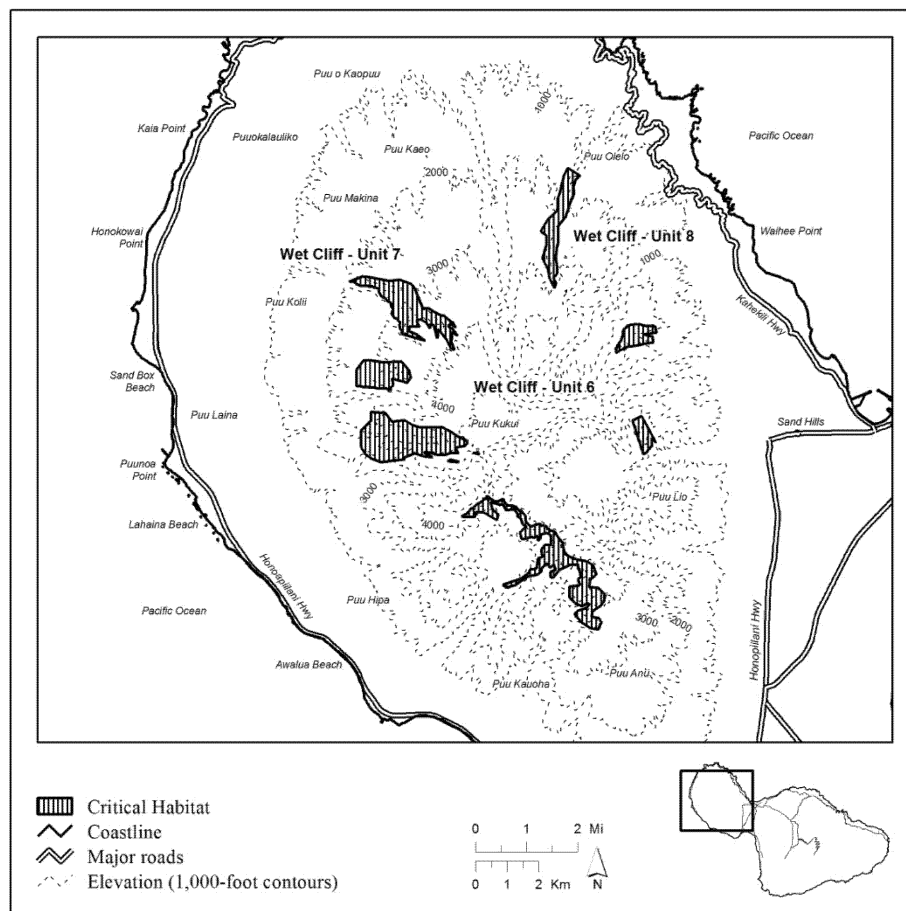 Puu o Kaopuu
1000
Kaia Point
Puuokalauliko
Pacific Ocean
Puu Kaeo
Puu Olelo
2000
Puu Makina
Honokowai
Point
Wet Cliff - Unit 8
Waihee Point
Wet Cliff - Unit 7
3000
1000
Puu Kolii
Kahekili Hwy
Sand Box
Beach
Wet Cliff - Unit 6
4000
Puu Laina
Puu Kukui
Sand Hills
Puunoa
Point
3000
Puu Lio
Lahaina Beach
4000
Honoapiilani Hwy
Puu Hipa
Pacific Ocean
3000
2000
Honopiilani Hwy
Awalua Beach
Puu Kauoha
Puu Anu
Critical Habitat
Coastline
Major roads
Elevation (1,000-foot contours)
0 1 2 Mi
0 1 2 Km
N